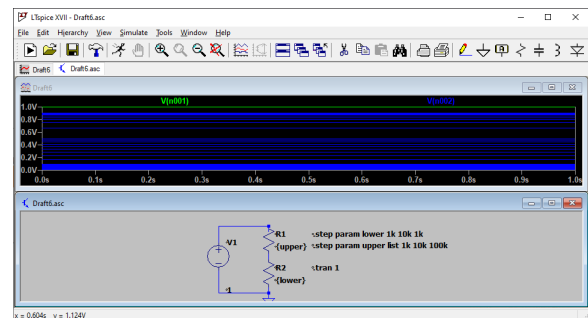 LTspice XVII - Draft6.asc
File Edit Hierarchy View Simulate Tools Window Help
Draft6 Draft6.asc
Draft6
V(n001) V(n002)
1.0V
0.8V
0.6V
0.4V
0.2V
0.0V
0.0s 0.1s 0.2s 0.3s 0.4s 0.5s 0.6s 0.7s 0.8s 0.9s 1.0s
Draft6.asc
R1 .step param lower 1k 10k 1k
V1 {upper} .step param upper list 1k 10k 100k
R2 .tran 1
1 {lower}
x = 0.604s y = 1.124V